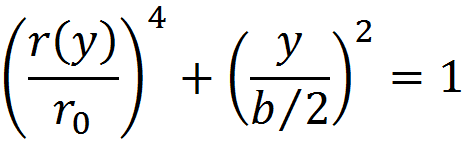 (r(y)/r₀)⁴ + (y/(b/2))² = 1